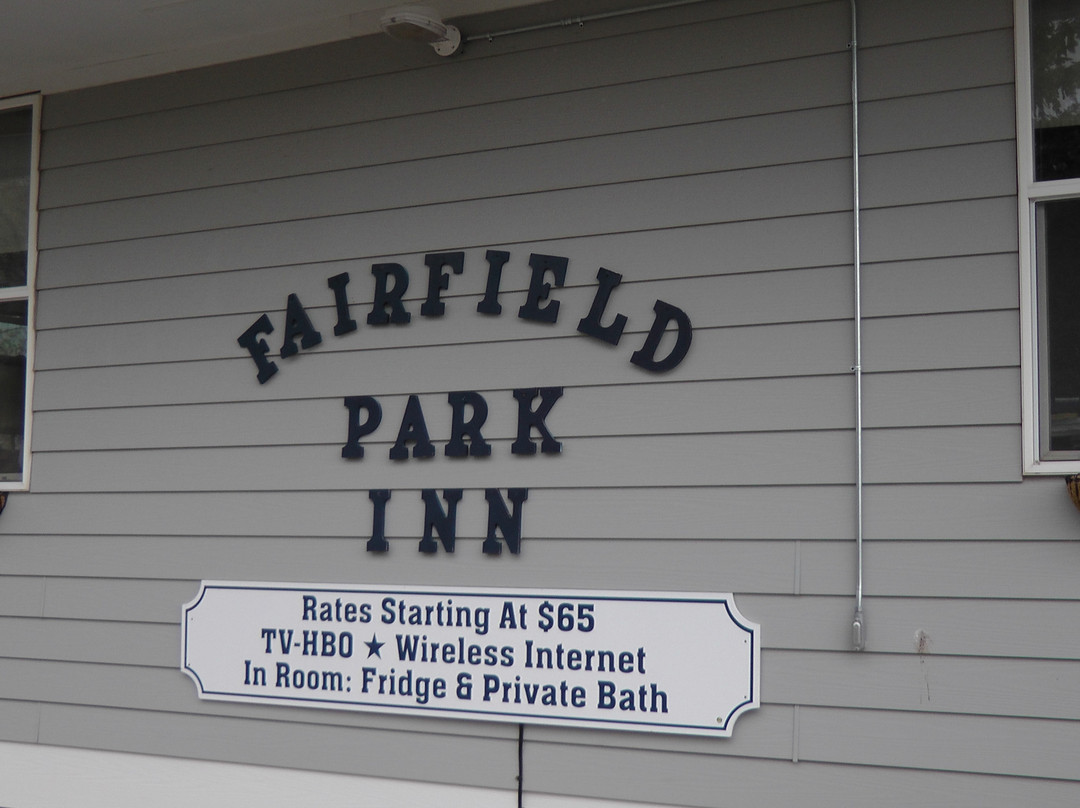 FAIRFIELD
PARK
INN
Rates Starting At $65
TV-HBO ★ Wireless Internet
In Room: Fridge & Private Bath